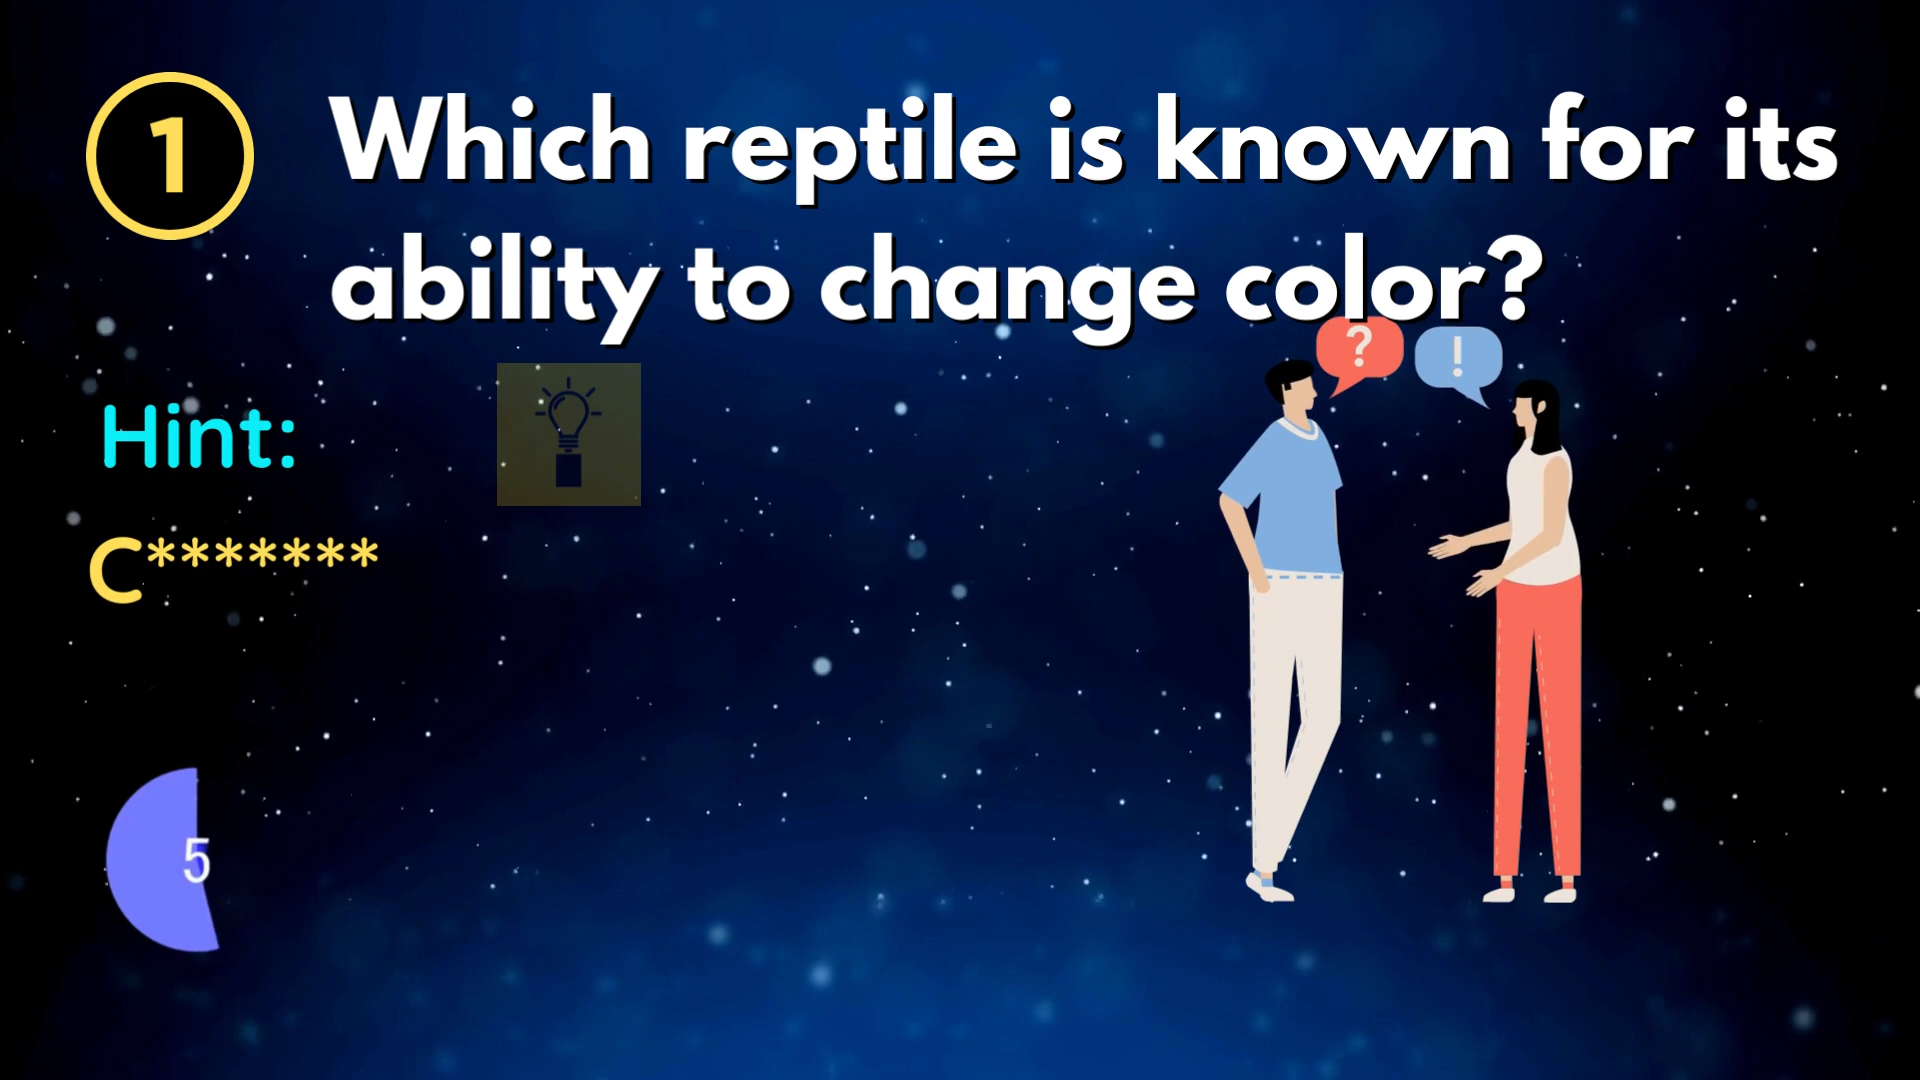 1
Which reptile is known for its
ability to change color?
? !
Hint:
C*******
5